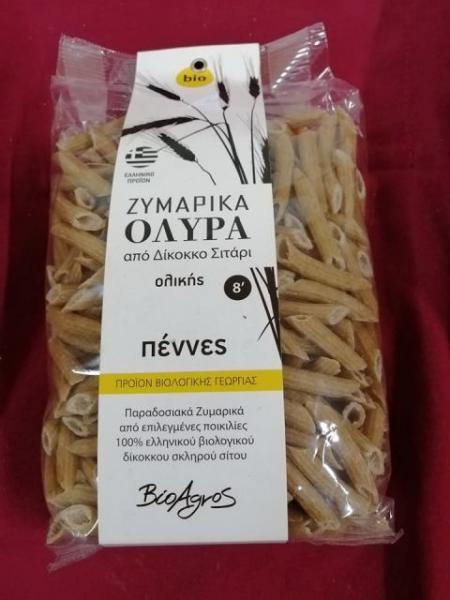 bio
ΕΛΛΗΝΙΚΟ
ΠΡΟΪΟΝ
ΖΥΜΑΡΙΚΑ
ΟΛΥΡΑ
από Δίκοκκο Σιτάρι
ολικής
8'
πέννες
ΠΡΟΪΟΝ ΒΙΟΛΟΓΙΚΗΣ ΓΕΩΡΓΙΑΣ
Παραδοσιακά Ζυμαρικά
από επιλεγμένες ποικιλίες
100% ελληνικού βιολογικού
δίκοκκου σκληρού σίτου
BioAgros